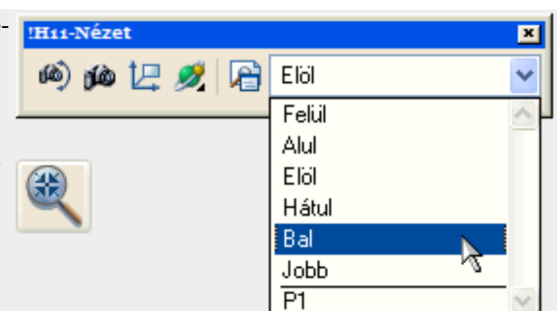 !H11-Nézet
Elöl
Felül
Alul
Elöl
Hátul
Bal
Jobb
P1